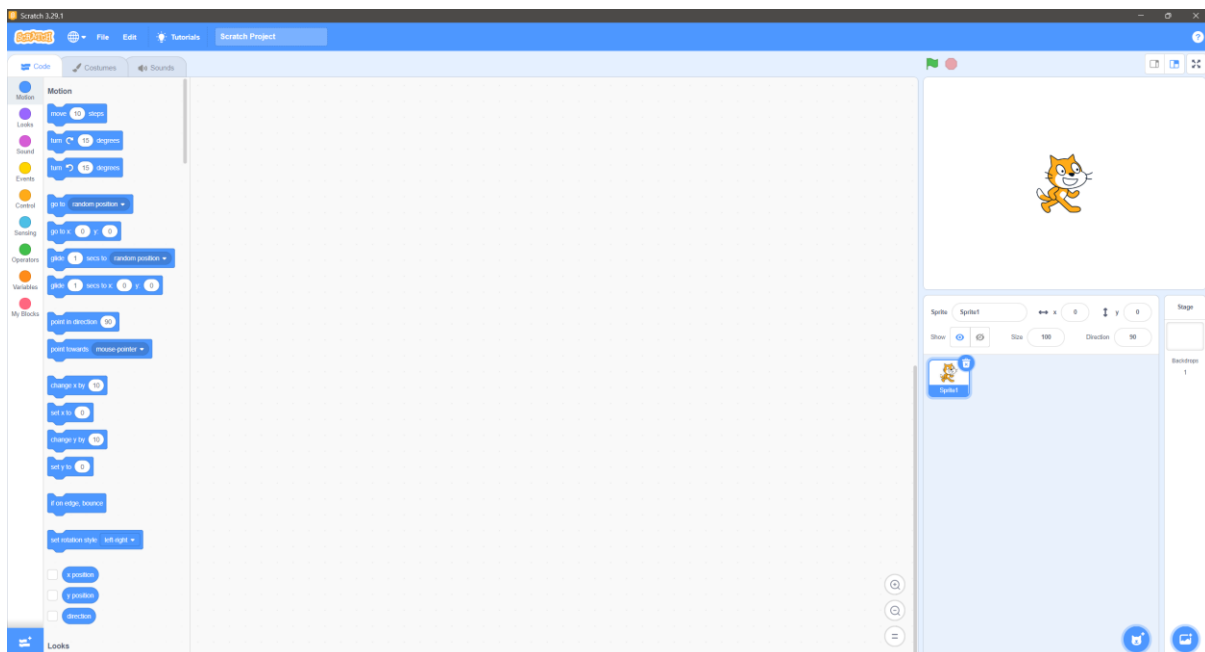 Scratch 3.29.1
SCRATCH File Edit Tutorials Scratch Project ?
Code Costumes Sounds
Motion
Looks
Sound
Events
Control
Sensing
Operators
Variables
My Blocks
Motion
move 10 steps
turn 15 degrees
turn 15 degrees
go to random position
go to x: 0 y: 0
glide 1 secs to random position
glide 1 secs to x: 0 y: 0
point in direction 90
point towards mouse-pointer
change x by 10
set x to 0
change y by 10
set y to 0
if on edge, bounce
set rotation style left-right
x position
y position
direction
Looks
Sprite Sprite1 x 0 y 0
Show Size 100 Direction 90
Sprite1
Stage
Backdrops
1